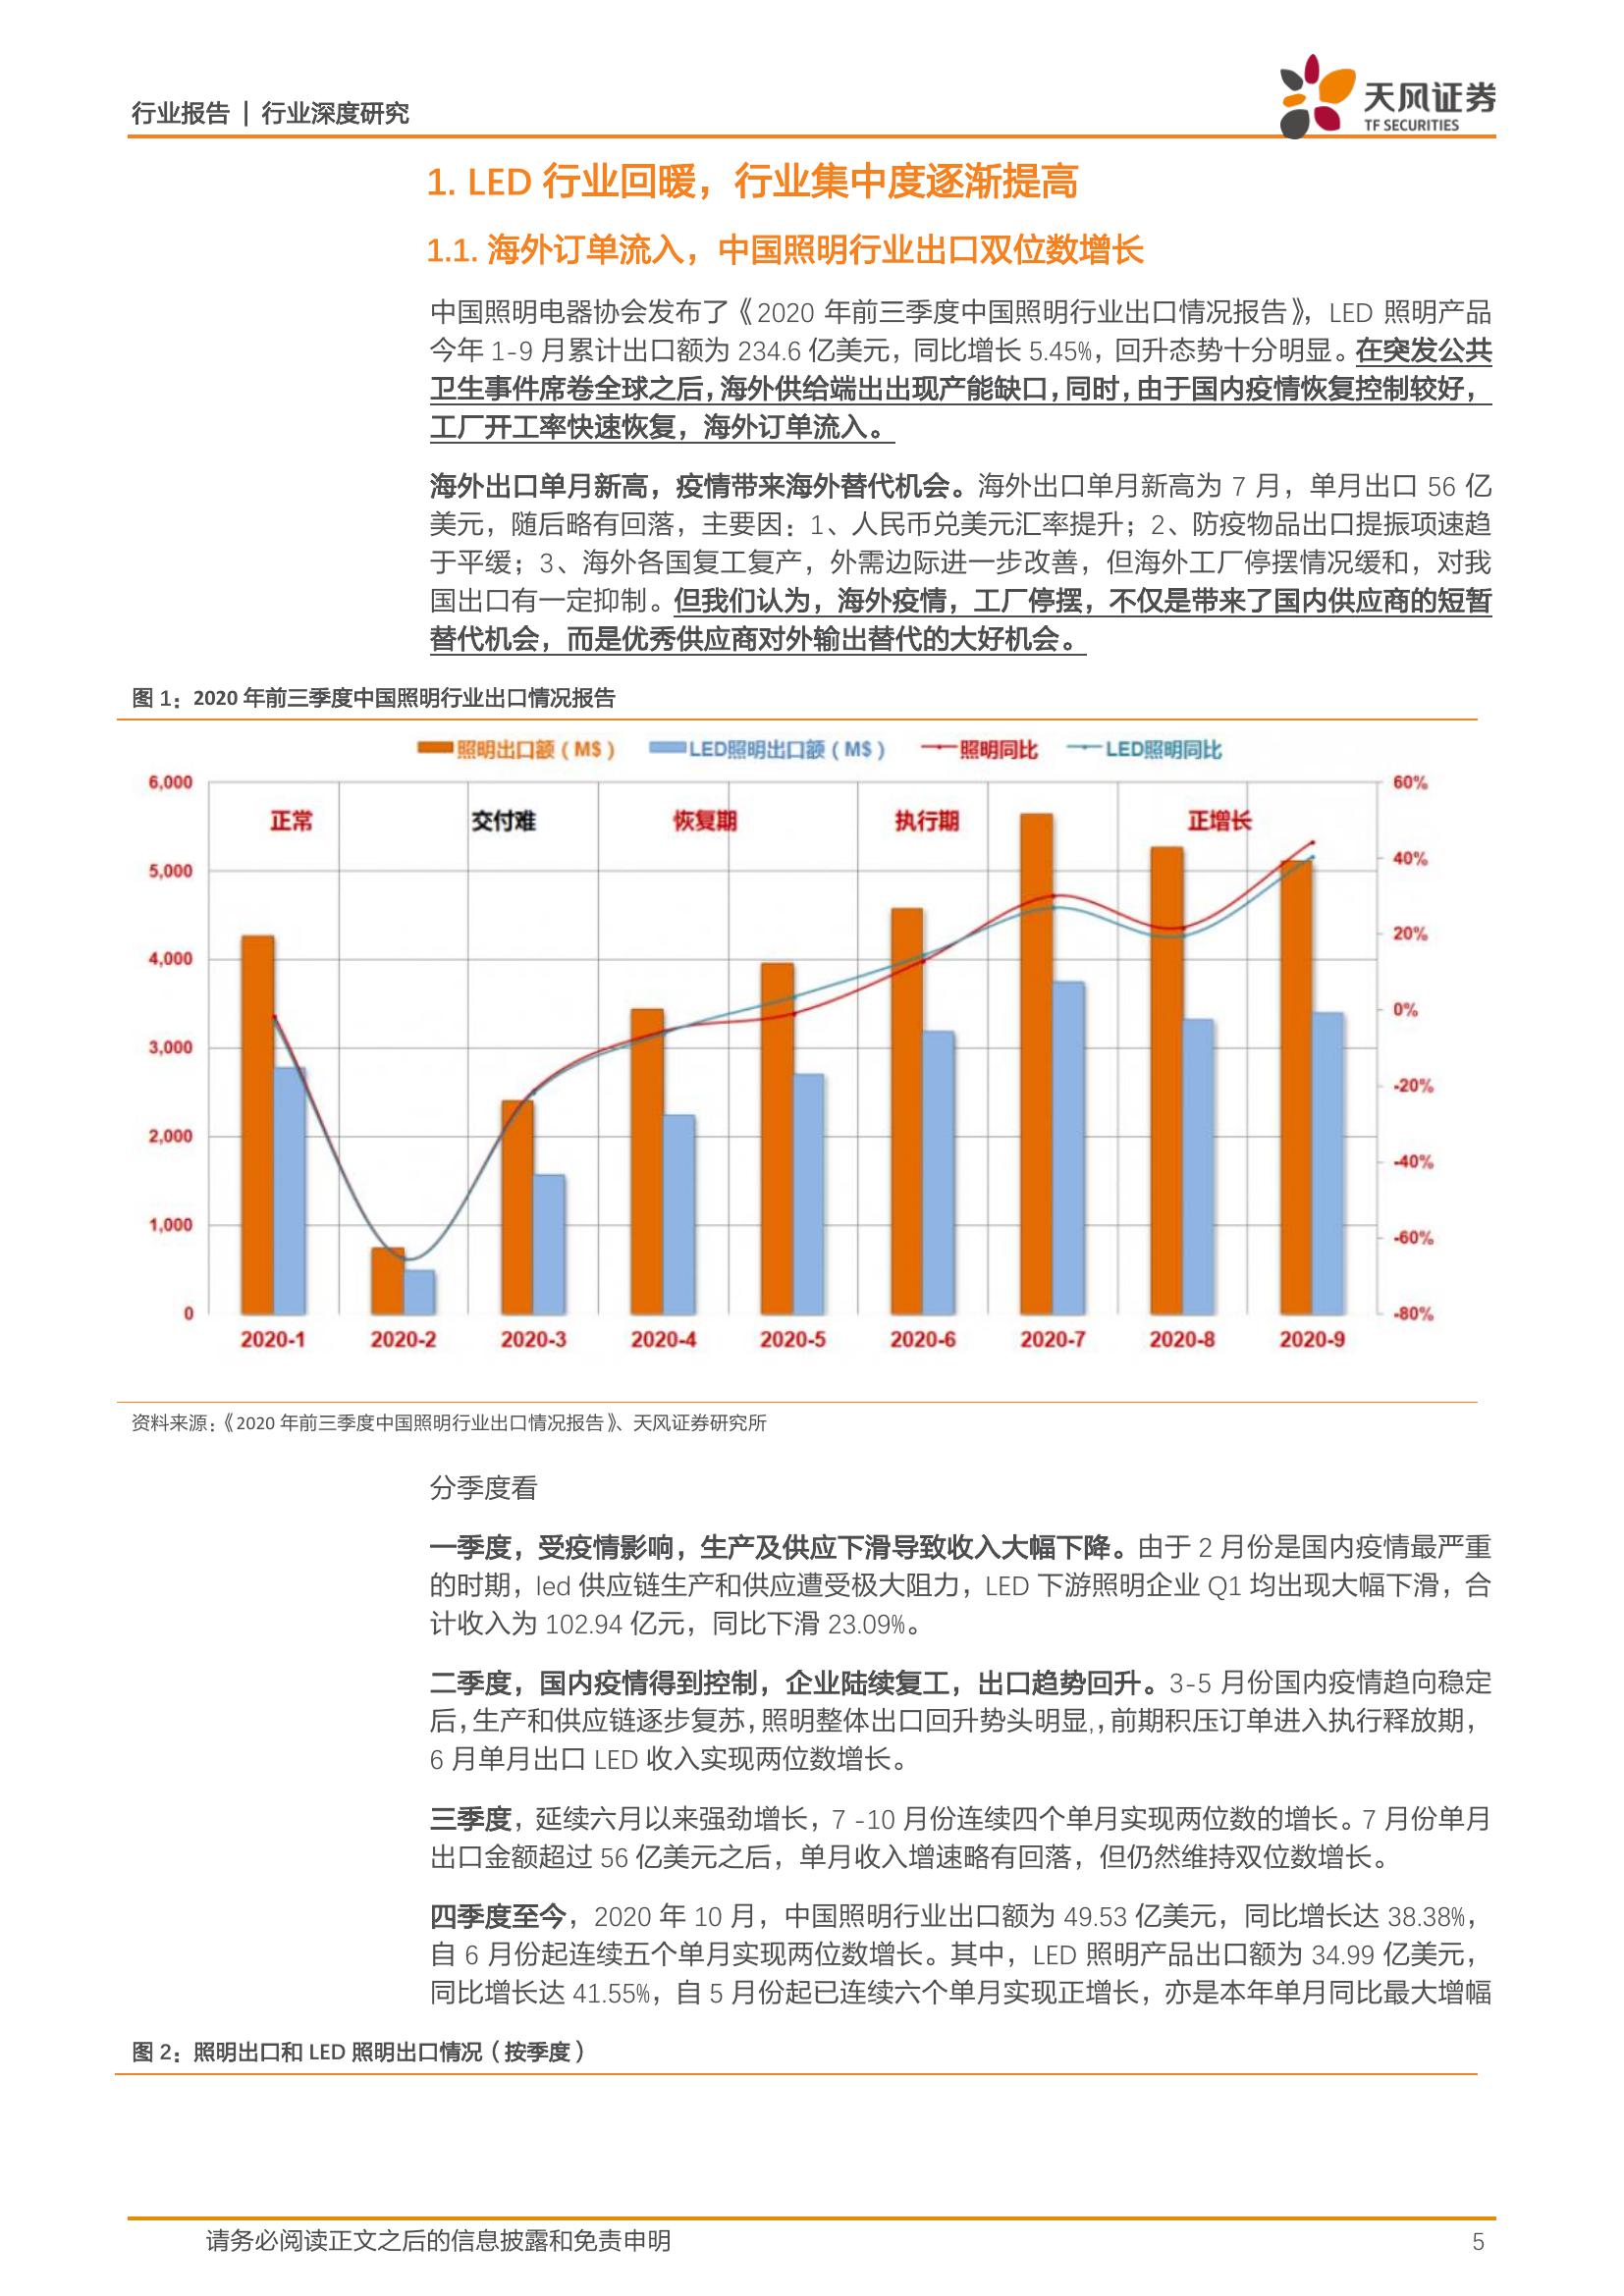 行业报告 | 行业深度研究
天风证券
TF SECURITIES
1. LED 行业回暖，行业集中度逐渐提高
1.1. 海外订单流入，中国照明行业出口双位数增长
中国照明电器协会发布了《2020 年前三季度中国照明行业出口情况报告》，LED 照明产品
今年 1-9 月累计出口额为 234.6 亿美元，同比增长 5.45%，回升态势十分明显。在突发公共
卫生事件席卷全球之后，海外供给端出出现产能缺口，同时，由于国内疫情恢复控制较好，
工厂开工率快速恢复，海外订单流入。
海外出口单月新高，疫情带来海外替代机会。海外出口单月新高为 7 月，单月出口 56 亿
美元，随后略有回落，主要因：1、人民币兑美元汇率提升；2、防疫物品出口提振项速趋
于平缓；3、海外各国复工复产，外需边际进一步改善，但海外工厂停摆情况缓和，对我
国出口有一定抑制。但我们认为，海外疫情，工厂停摆，不仅是带来了国内供应商的短暂
替代机会，而是优秀供应商对外输出替代的大好机会。
图 1：2020 年前三季度中国照明行业出口情况报告
照明出口额（M$） LED照明出口额（M$） 照明同比 LED照明同比
正常 交付难 恢复期 执行期 正增长
6,000 60%
5,000 40%
4,000 20%
3,000 0%
2,000 -20%
1,000 -40%
0 -60%
-80%
2020-1 2020-2 2020-3 2020-4 2020-5 2020-6 2020-7 2020-8 2020-9
资料来源：《2020 年前三季度中国照明行业出口情况报告》、天风证券研究所
分季度看
一季度，受疫情影响，生产及供应下滑导致收入大幅下降。由于 2 月份是国内疫情最严重
的时期，led 供应链生产和供应遭受极大阻力，LED 下游照明企业 Q1 均出现大幅下滑，合
计收入为 102.94 亿元，同比下滑 23.09%。
二季度，国内疫情得到控制，企业陆续复工，出口趋势回升。3-5 月份国内疫情趋向稳定
后，生产和供应链逐步复苏，照明整体出口回升势头明显,，前期积压订单进入执行释放期，
6 月单月出口 LED 收入实现两位数增长。
三季度，延续六月以来强劲增长，7 -10 月份连续四个单月实现两位数的增长。7 月份单月
出口金额超过 56 亿美元之后，单月收入增速略有回落，但仍然维持双位数增长。
四季度至今，2020 年 10 月，中国照明行业出口额为 49.53 亿美元，同比增长达 38.38%，
自 6 月份起连续五个单月实现两位数增长。其中，LED 照明产品出口额为 34.99 亿美元，
同比增长达 41.55%，自 5 月份起已连续六个单月实现正增长，亦是本年单月同比最大增幅
图 2：照明出口和 LED 照明出口情况（按季度）
请务必阅读正文之后的信息披露和免责申明 5